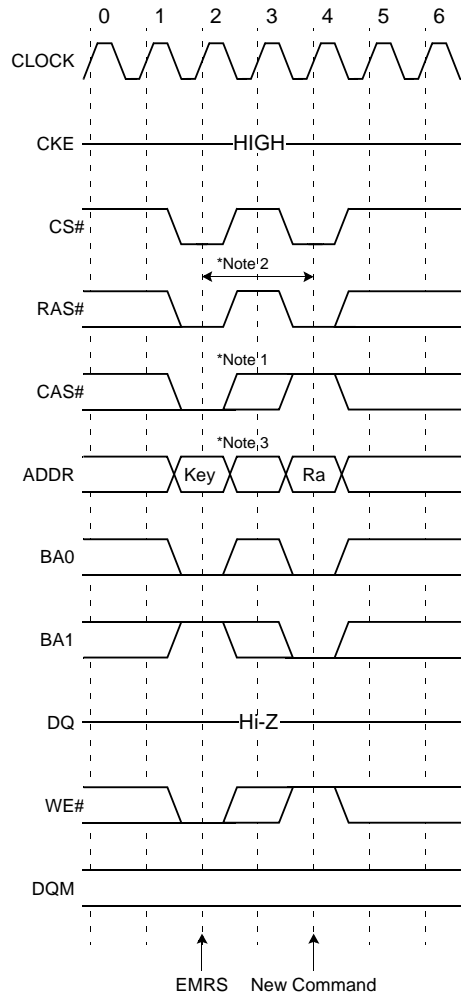 0 1 2 3 4 5 6
CLOCK
CKE HIGH
CS#
*Note 2
RAS#
*Note 1
CAS#
*Note 3
ADDR Key Ra
BA0
BA1
DQ Hi-Z
WE#
DQM
EMRS New Command